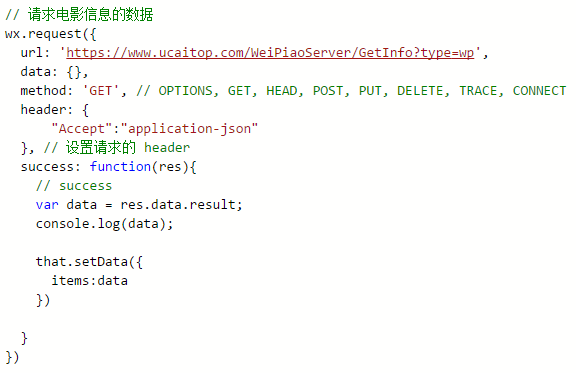 // 请求电影信息的数据
wx.request({
  url: 'https://www.ucaitop.com/WeiPiaoServer/GetInfo?type=wp',
  data: {},
  method: 'GET', // OPTIONS, GET, HEAD, POST, PUT, DELETE, TRACE, CONNECT
  header: {
      "Accept":"application-json"
  }, // 设置请求的 header
  success: function(res){
    // success
    var data = res.data.result;
    console.log(data);
    that.setData({
      items:data
    })
  }
})